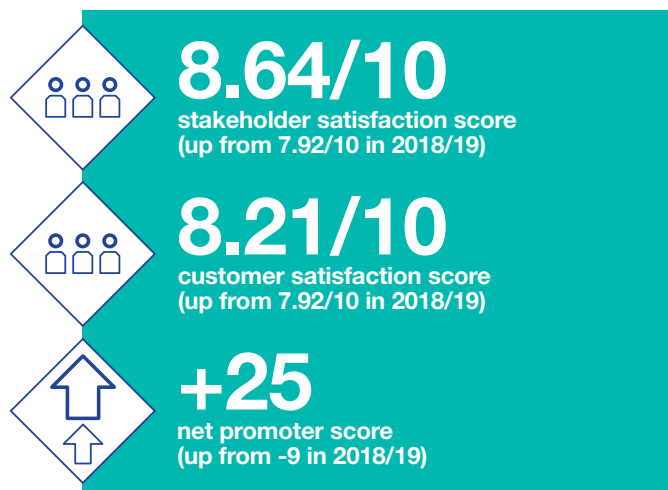 8.64/10
stakeholder satisfaction score
(up from 7.92/10 in 2018/19)
8.21/10
customer satisfaction score
(up from 7.92/10 in 2018/19)
+25
net promoter score
(up from -9 in 2018/19)